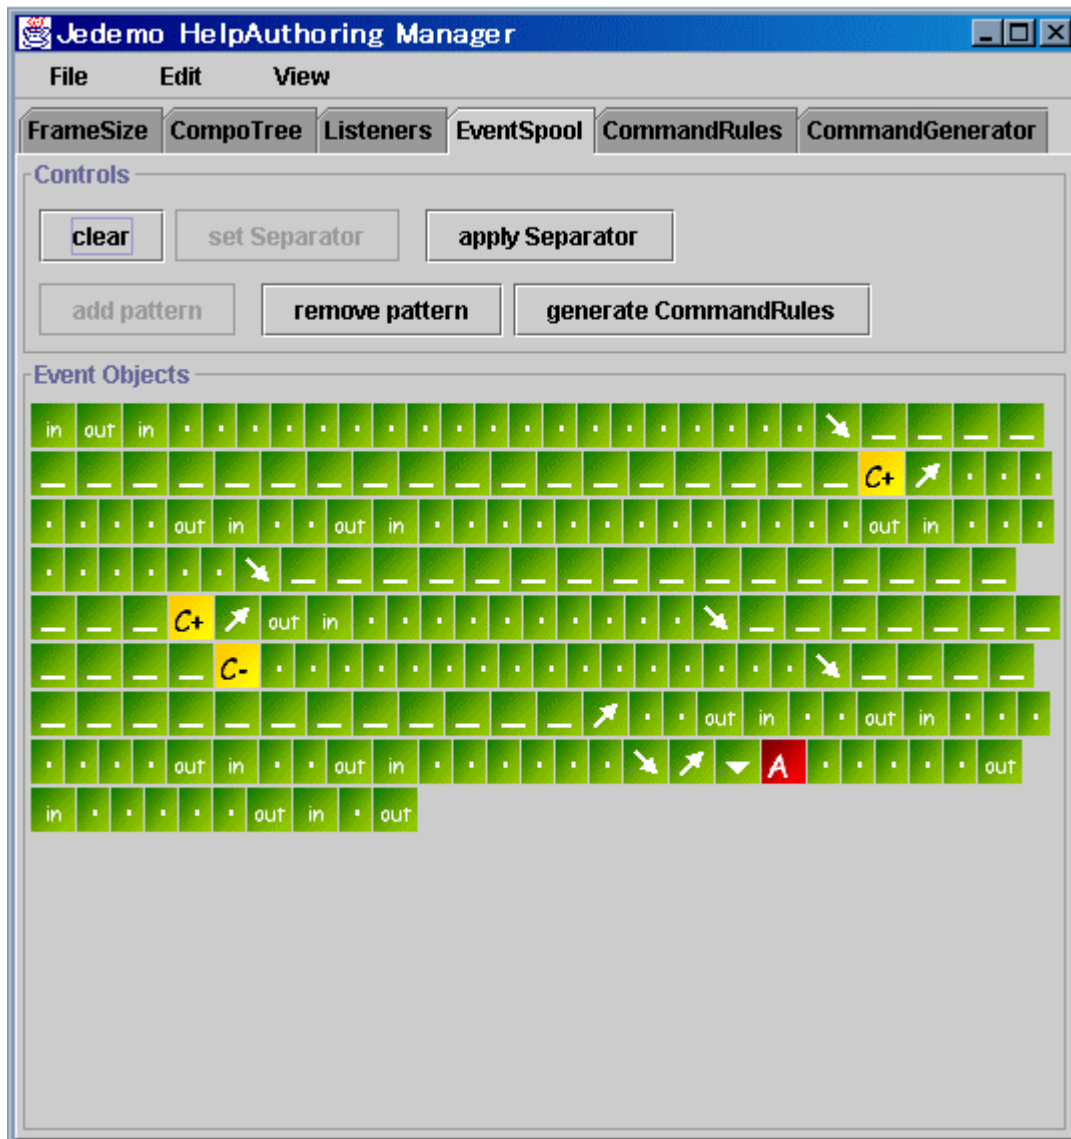 Jedemo HelpAuthoring Manager
File Edit View
FrameSize CompoTree Listeners EventSpool CommandRules CommandGenerator
Controls
clear set Separator apply Separator
add pattern remove pattern generate CommandRules
Event Objects
in out in
C+
out in out in out in
C+ out in
C-
out in out in
out in out in A out
in out in out